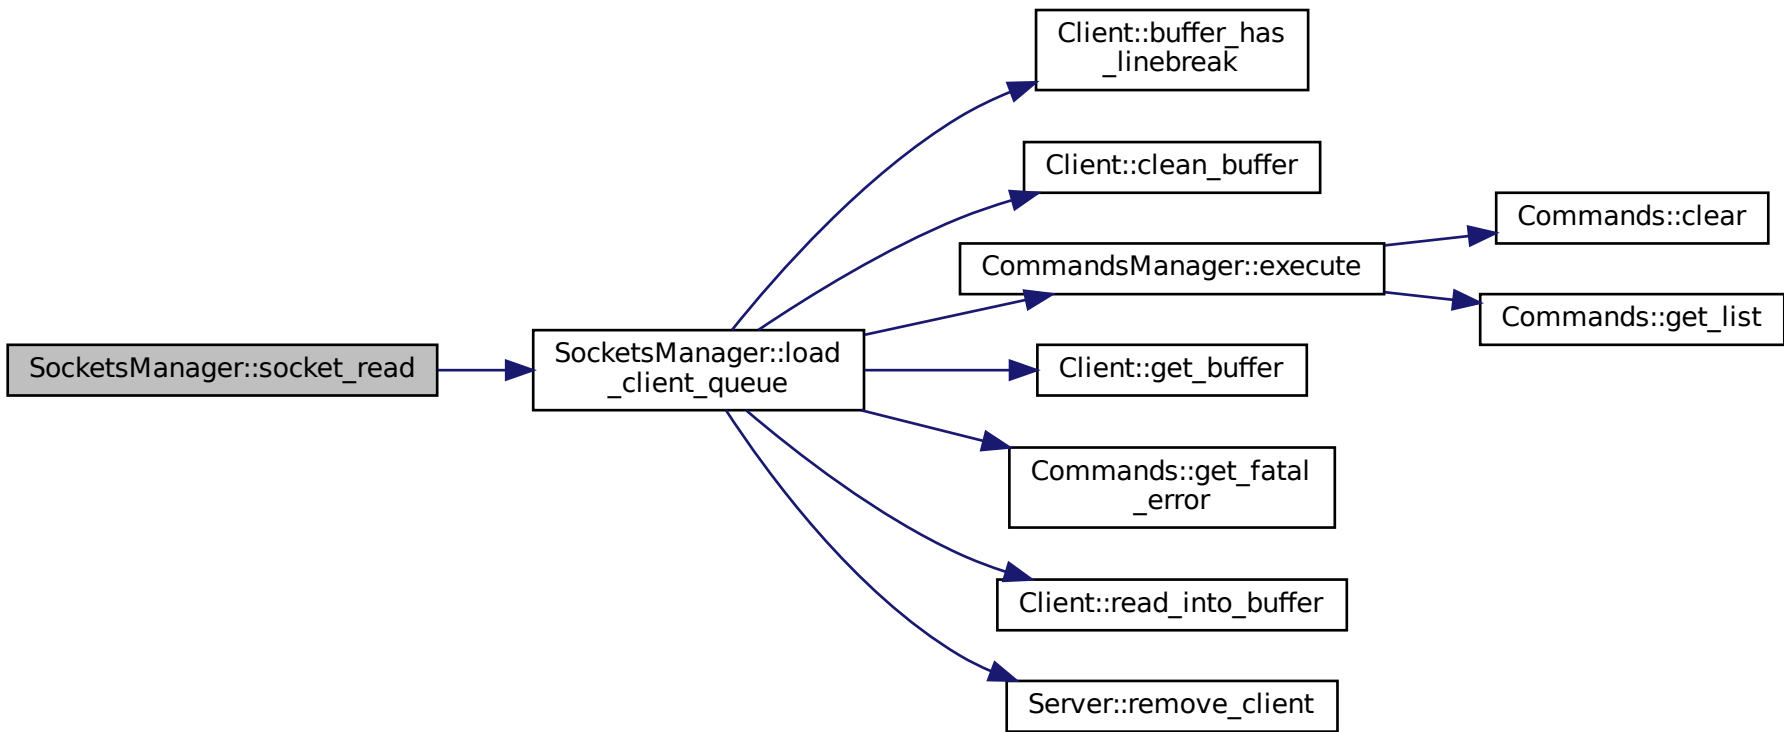 Client::buffer_has
_linebreak
Client::clean_buffer
Commands::clear
CommandsManager::execute
Commands::get_list
SocketsManager::socket_read
SocketsManager::load
_client_queue
Client::get_buffer
Commands::get_fatal
_error
Client::read_into_buffer
Server::remove_client